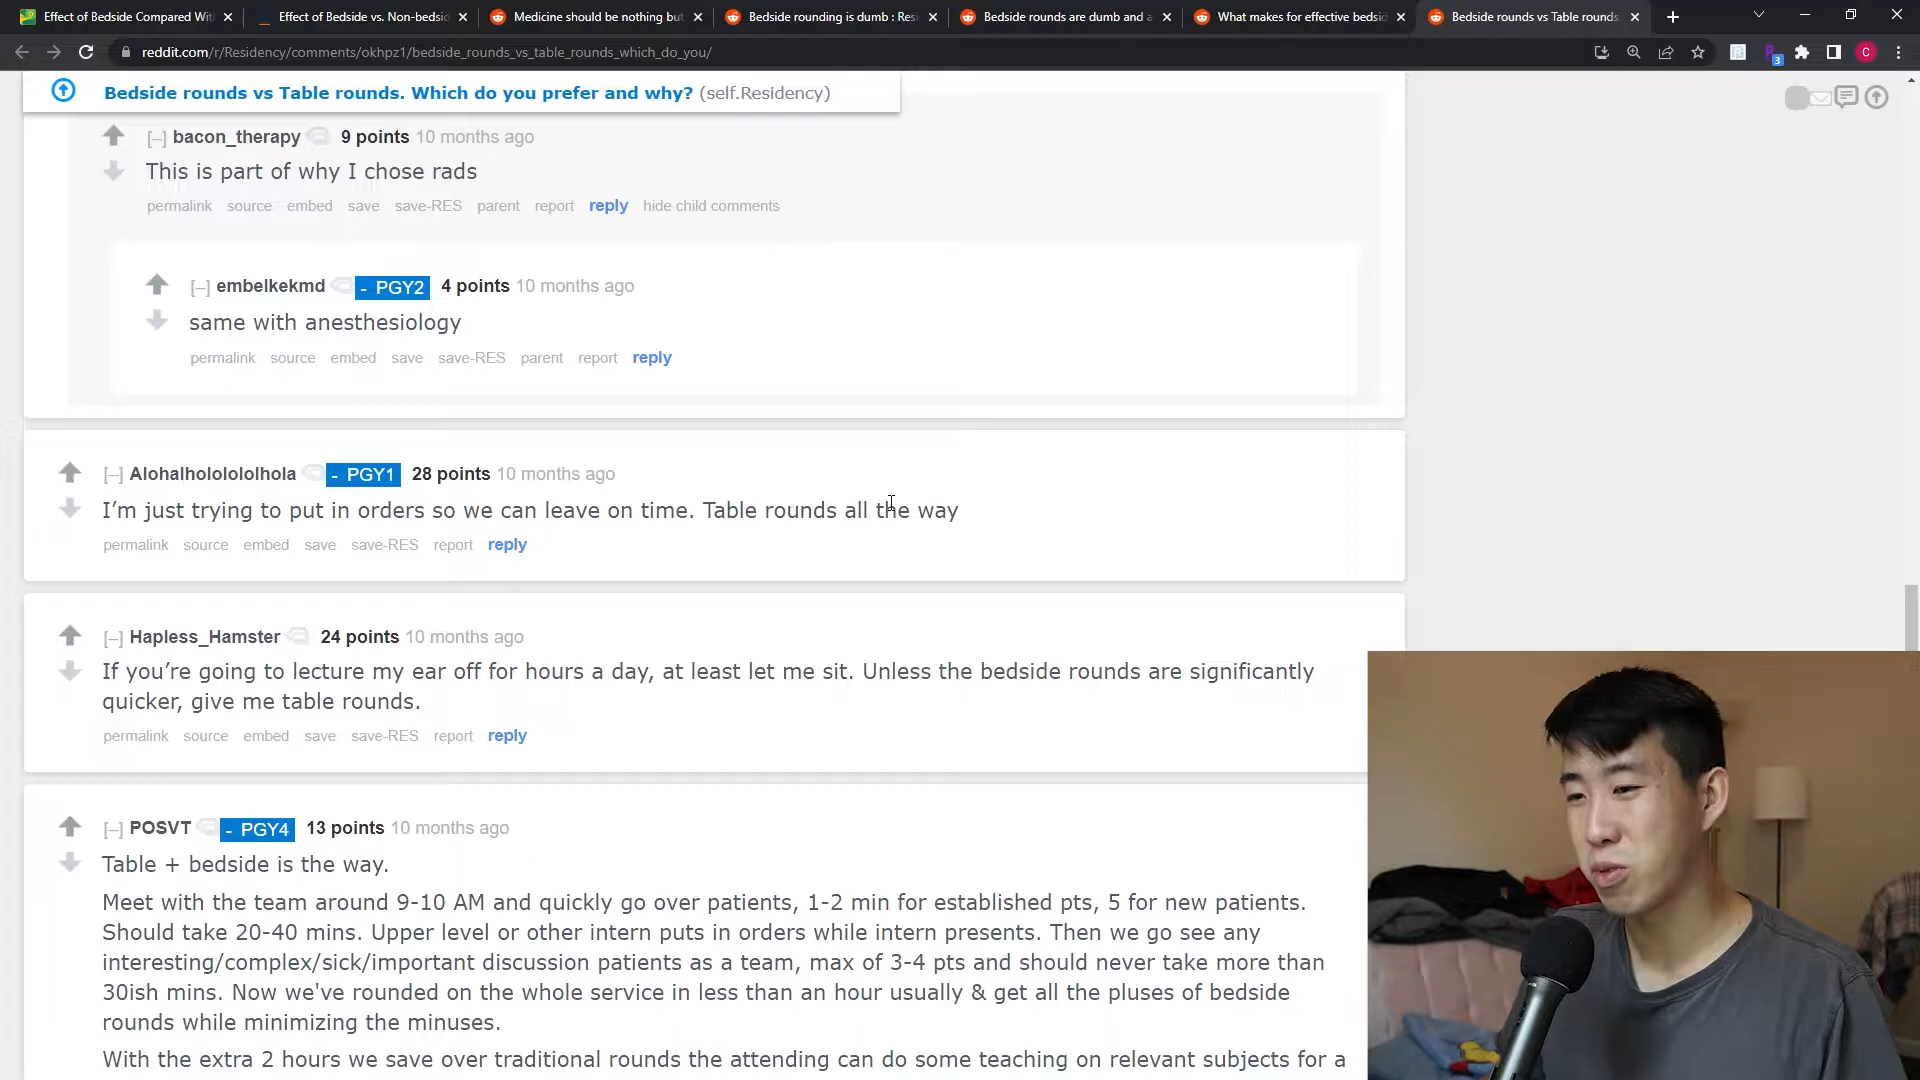 Effect of Bedside Compared Wit
Effect of Bedside vs. Non-bedsid
Medicine should be nothing but
Bedside rounding is dumb : Resi
Bedside rounds are dumb and a
What makes for effective bedsid
Bedside rounds vs Table rounds.
reddit.com/r/Residency/comments/okhpz1/bedside_rounds_vs_table_rounds_which_do_you/
3
C
Bedside rounds vs Table rounds. Which do you prefer and why? (self.Residency)
[–] bacon_therapy 9 points 10 months ago
This is part of why I chose rads
permalink source embed save save-RES parent report reply hide child comments
[–] embelkekmd - PGY2 4 points 10 months ago
same with anesthesiology
permalink source embed save save-RES parent report reply
[–] Alohalholololol­hola - PGY1 28 points 10 months ago
I’m just trying to put in orders so we can leave on time. Table rounds all the way
permalink source embed save save-RES report reply
[–] Hapless_Hamster 24 points 10 months ago
If you’re going to lecture my ear off for hours a day, at least let me sit. Unless the bedside rounds are significantly
quicker, give me table rounds.
permalink source embed save save-RES report reply
[–] POSVT - PGY4 13 points 10 months ago
Table + bedside is the way.
Meet with the team around 9-10 AM and quickly go over patients, 1-2 min for established pts, 5 for new patients.
Should take 20-40 mins. Upper level or other intern puts in orders while intern presents. Then we go see any
interesting/complex/sick/important discussion patients as a team, max of 3-4 pts and should never take more than
30ish mins. Now we've rounded on the whole service in less than an hour usually & get all the pluses of bedside
rounds while minimizing the minuses.
With the extra 2 hours we save over traditional rounds the attending can do some teaching on relevant subjects for a